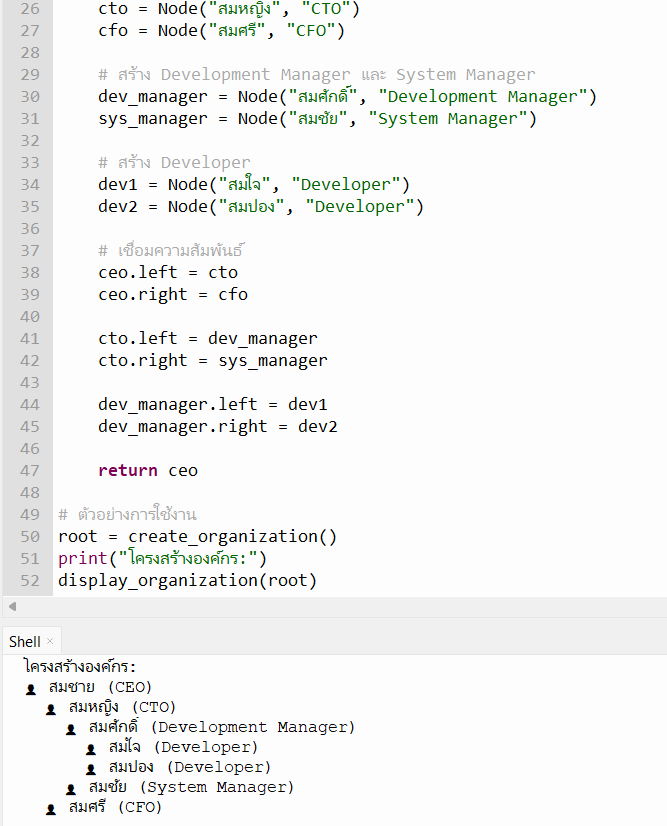 26 cto = Node("สมหญิง", "CTO")
27 cfo = Node("สมศรี", "CFO")
28
29 # สร้าง Development Manager และ System Manager
30 dev_manager = Node("สมศักดิ์", "Development Manager")
31 sys_manager = Node("สมชัย", "System Manager")
32
33 # สร้าง Developer
34 dev1 = Node("สมใจ", "Developer")
35 dev2 = Node("สมปอง", "Developer")
36
37 # เชื่อมความสัมพันธ์
38 ceo.left = cto
39 ceo.right = cfo
40
41 cto.left = dev_manager
42 cto.right = sys_manager
43
44 dev_manager.left = dev1
45 dev_manager.right = dev2
46
47 return ceo
48
49 # ตัวอย่างการใช้งาน
50 root = create_organization()
51 print("โครงสร้างองค์กร:")
52 display_organization(root)
Shell ×
โครงสร้างองค์กร:
สมชาย (CEO)
สมหญิง (CTO)
สมศักดิ์ (Development Manager)
สมใจ (Developer)
สมปอง (Developer)
สมชัย (System Manager)
สมศรี (CFO)